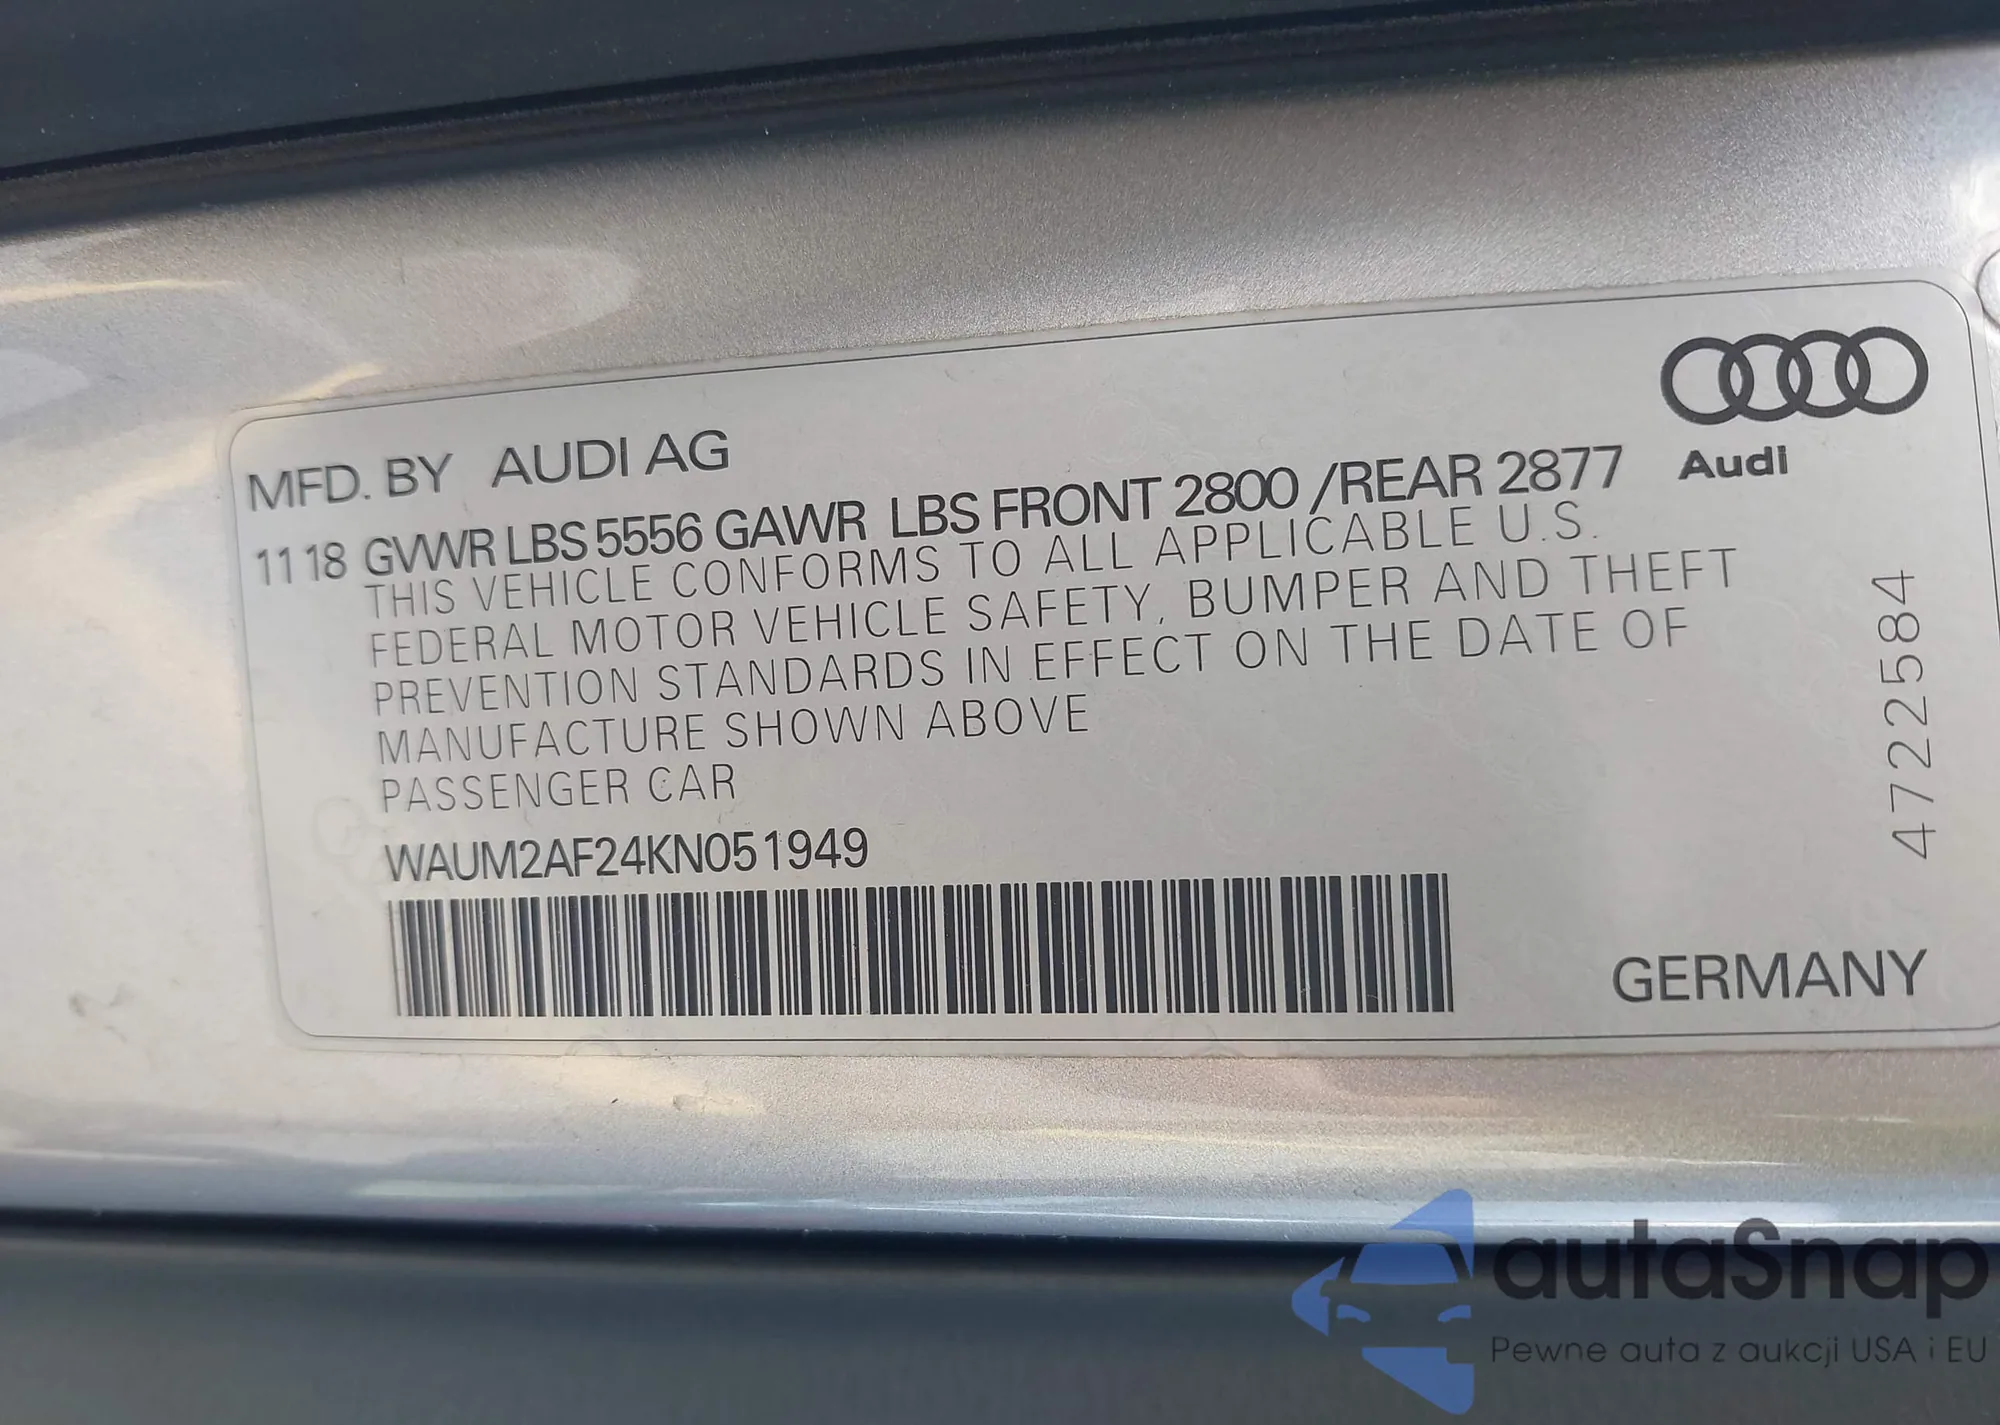 MFD. BY AUDI AG
1118 GVWR LBS 5556 GAWR LBS FRONT 2800 /REAR 2877
Audi
THIS VEHICLE CONFORMS TO ALL APPLICABLE U.S.
FEDERAL MOTOR VEHICLE SAFETY, BUMPER AND THEFT
PREVENTION STANDARDS IN EFFECT ON THE DATE OF
MANUFACTURE SHOWN ABOVE
PASSENGER CAR
4722584
WAUM2AF24KN051949
GERMANY
autaSnap
Pewne auta z aukcji USA i EU